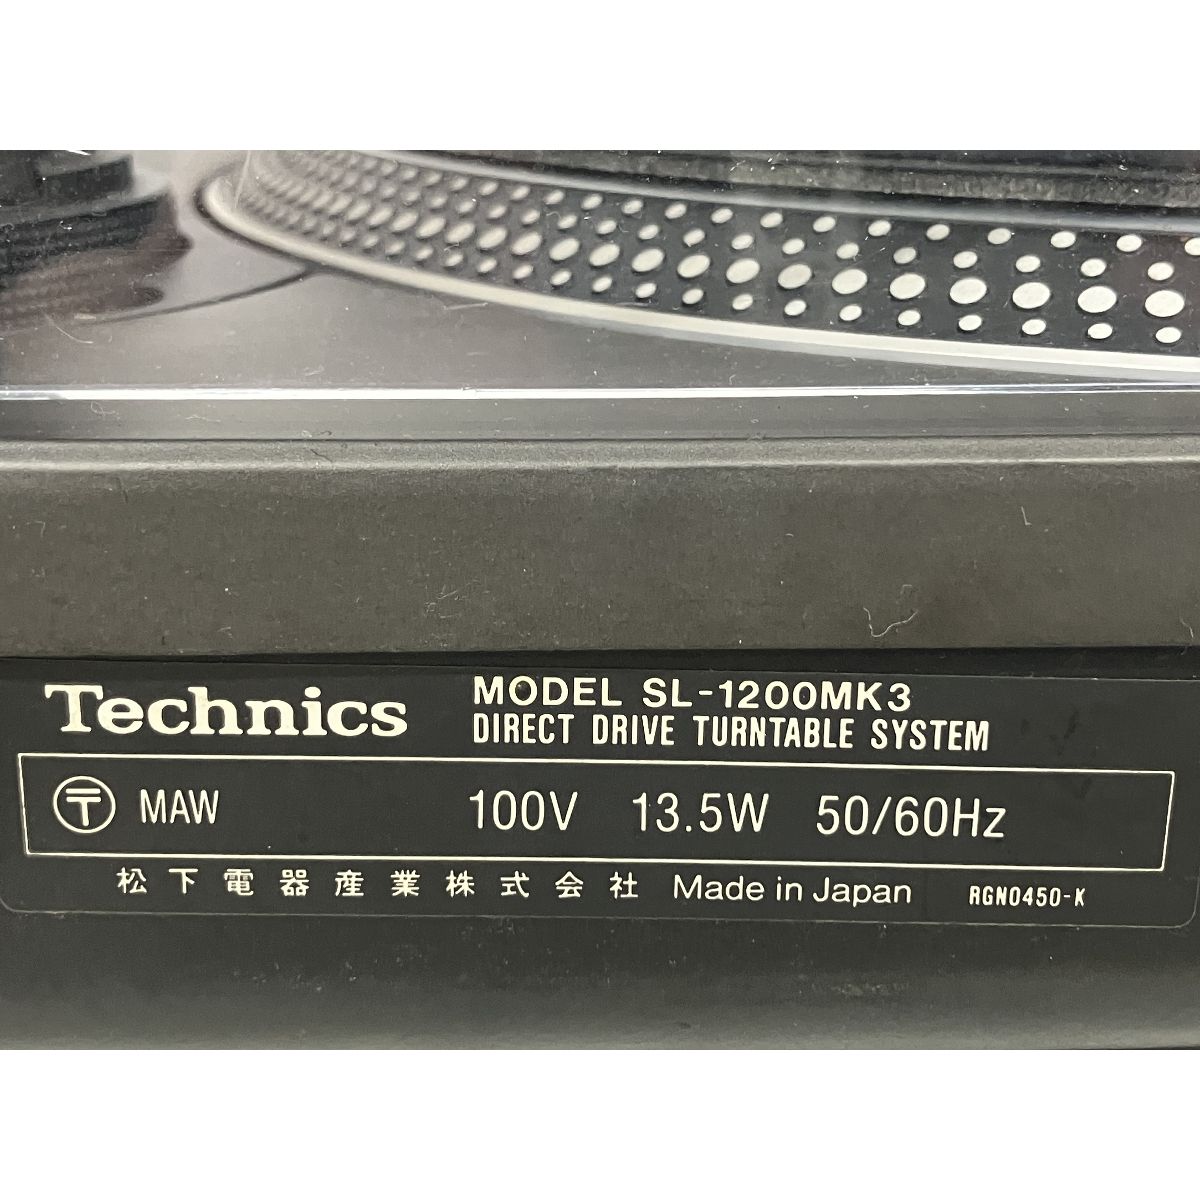 Technics
MODEL SL-1200MK3
DIRECT DRIVE TURNTABLE SYSTEM
〒 MAW 100V 13.5W 50/60Hz
松下電器産業株式会社 Made in Japan RGN0450-K